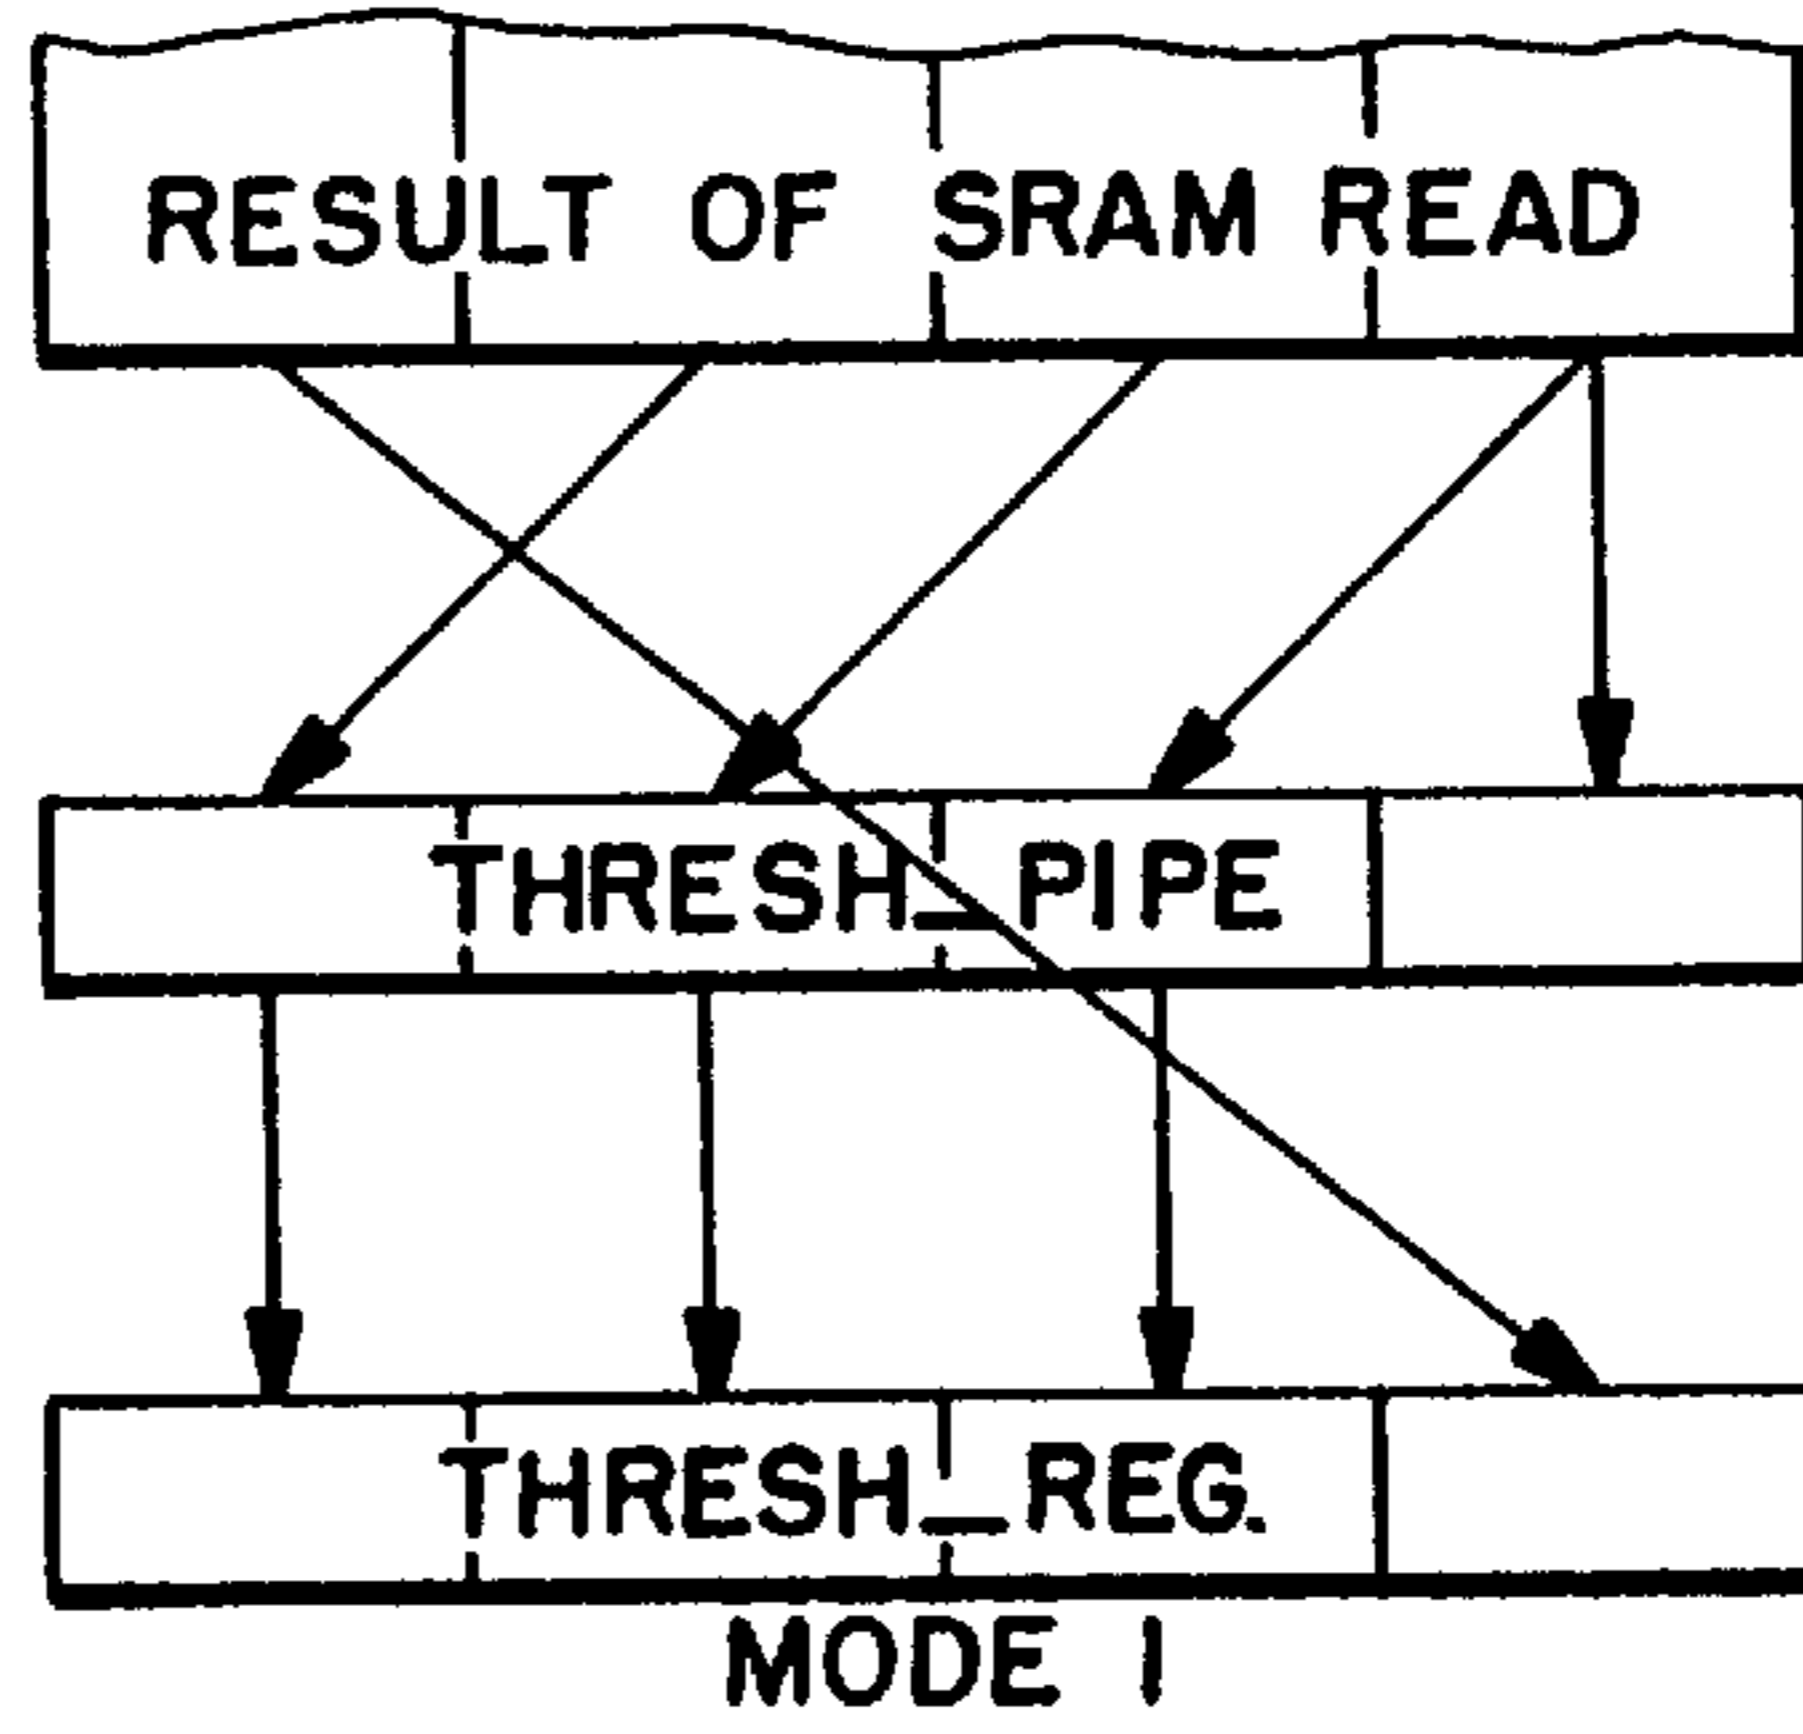 RESULT OF SRAM READ
THRESH_PIPE
THRESH_REG.
MODE 1